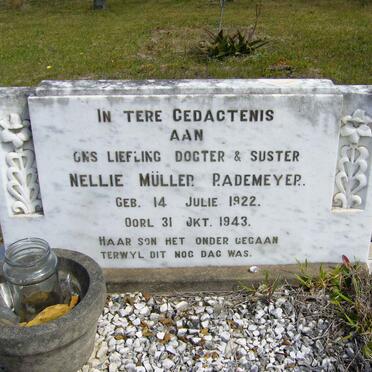 IN TERE GEDACTENIS
AAN
ONS LIEFLING DOGTER & SUSTER
NELLIE MÜLLER RADEMEYER.
GEB. 14 JULIE 1922.
OORL 31 OKT. 1943.
HAAR SON HET ONDER GEGAAN
TERWYL DIT NOG DAG WAS.